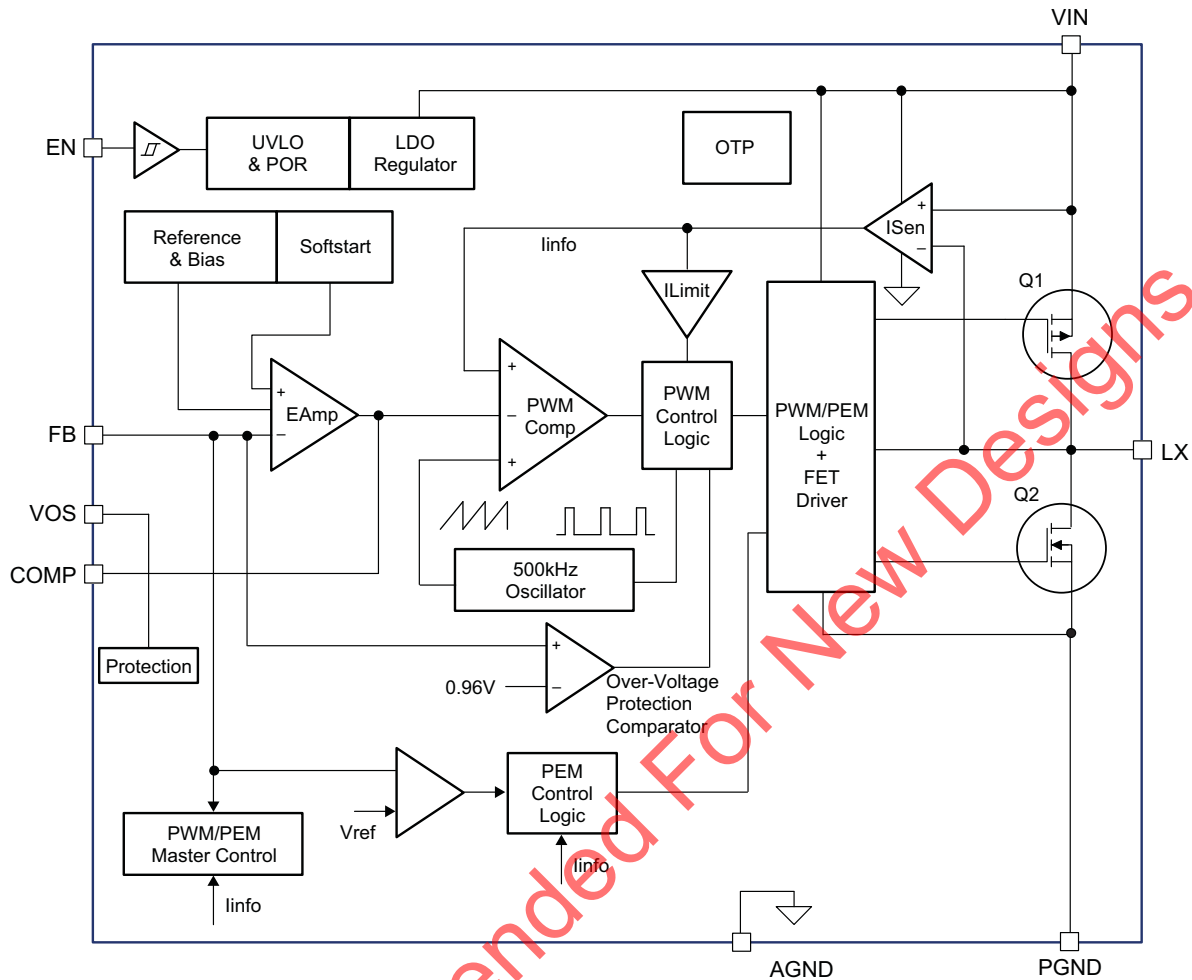 VIN
EN
UVLO
& POR
LDO
Regulator
OTP
Reference
& Bias
Softstart
Iinfo
+
ISen
−
ILimit
Q1
+
EAmp
−
+
−
PWM
Comp
+
PWM
Control
Logic
PWM/PEM
Logic
+
FET
Driver
FB
LX
VOS
Q2
COMP
500kHz
Oscillator
Protection
+
0.96V
−
Over-Voltage
Protection
Comparator
Vref
PEM
Control
Logic
PWM/PEM
Master Control
Iinfo
Iinfo
AGND
PGND
ended For New Designs